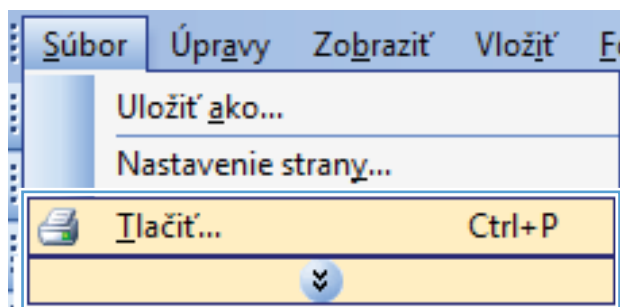 Súbor Úpravy Zobraziť Vložiť
Uložiť ako...
Nastavenie strany...
Tlačiť... Ctrl+P